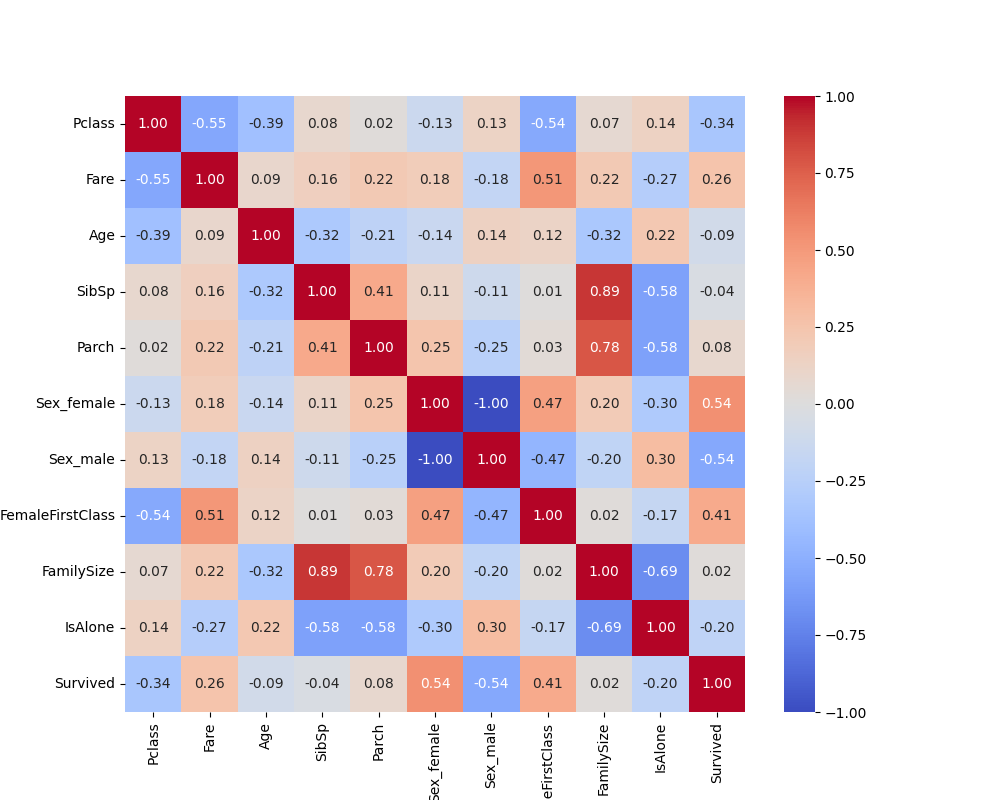 Pclass 1.00 -0.55 -0.39 0.08 0.02 -0.13 0.13 -0.54 0.07 0.14 -0.34
Fare -0.55 1.00 0.09 0.16 0.22 0.18 -0.18 0.51 0.22 -0.27 0.26
Age -0.39 0.09 1.00 -0.32 -0.21 -0.14 0.14 0.12 -0.32 0.22 -0.09
SibSp 0.08 0.16 -0.32 1.00 0.41 0.11 -0.11 0.01 0.89 -0.58 -0.04
Parch 0.02 0.22 -0.21 0.41 1.00 0.25 -0.25 0.03 0.78 -0.58 0.08
Sex_female -0.13 0.18 -0.14 0.11 0.25 1.00 -1.00 0.47 0.20 -0.30 0.54
Sex_male 0.13 -0.18 0.14 -0.11 -0.25 -1.00 1.00 -0.47 -0.20 0.30 -0.54
FemaleFirstClass -0.54 0.51 0.12 0.01 0.03 0.47 -0.47 1.00 0.02 -0.17 0.41
FamilySize 0.07 0.22 -0.32 0.89 0.78 0.20 -0.20 0.02 1.00 -0.69 0.02
IsAlone 0.14 -0.27 0.22 -0.58 -0.58 -0.30 0.30 -0.17 -0.69 1.00 -0.20
Survived -0.34 0.26 -0.09 -0.04 0.08 0.54 -0.54 0.41 0.02 -0.20 1.00
Pclass
Fare
Age
SibSp
Parch
Sex_female
Sex_male
eFirstClass
FamilySize
IsAlone
Survived
1.00
0.75
0.50
0.25
0.00
−0.25
−0.50
−0.75
−1.00